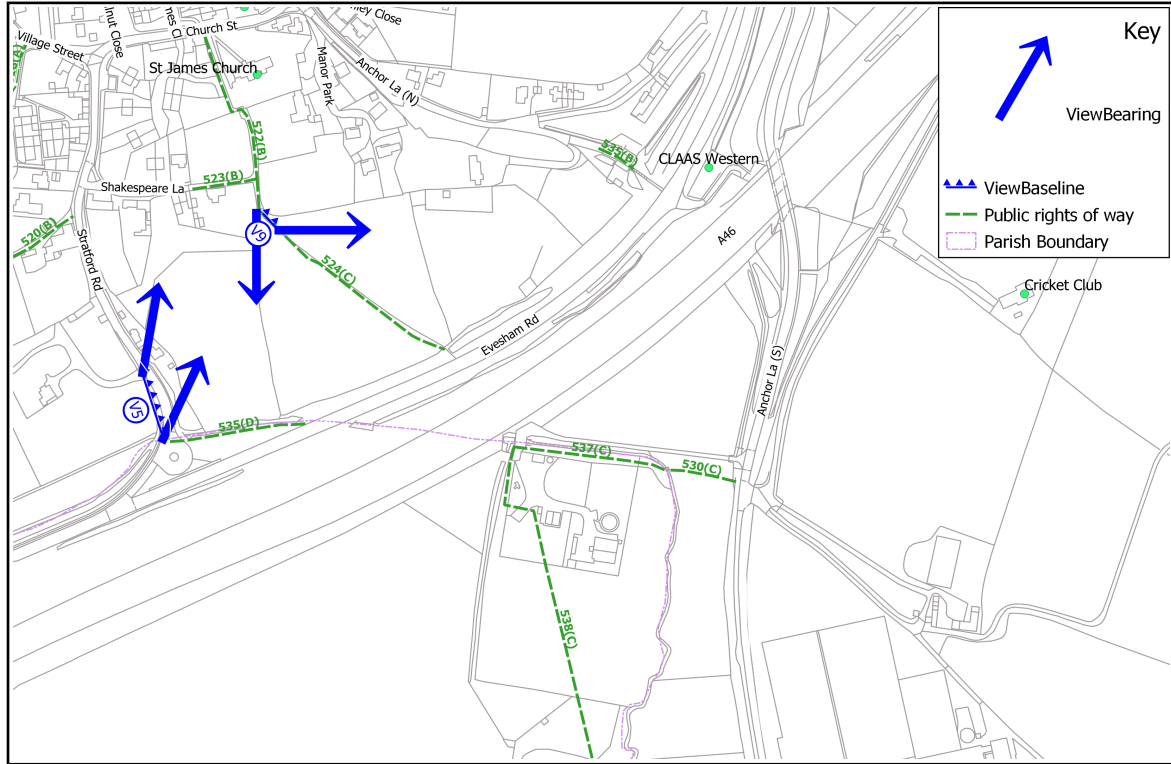 Church St
Village Street
St James Church
Manor Park
Anchor La (N)
522(B)
535(B)
CLAAS Western
523(B)
Shakespeare La
520(B)
Stratford Rd
V9
A46
524(C)
Evesham Rd
Cricket Club
Anchor La (S)
V5
535(D)
537(C)
530(C)
538(C)
Key
ViewBearing
ViewBaseline
Public rights of way
Parish Boundary